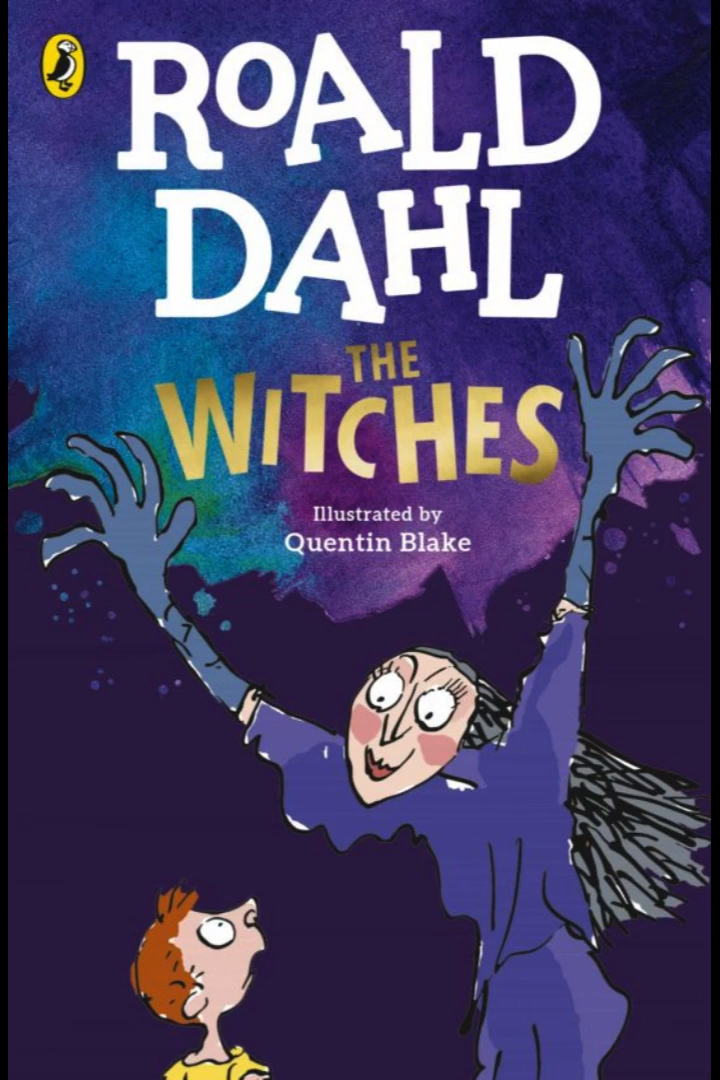 ROALD
DAHL
THE
WITCHES
Illustrated by
Quentin Blake